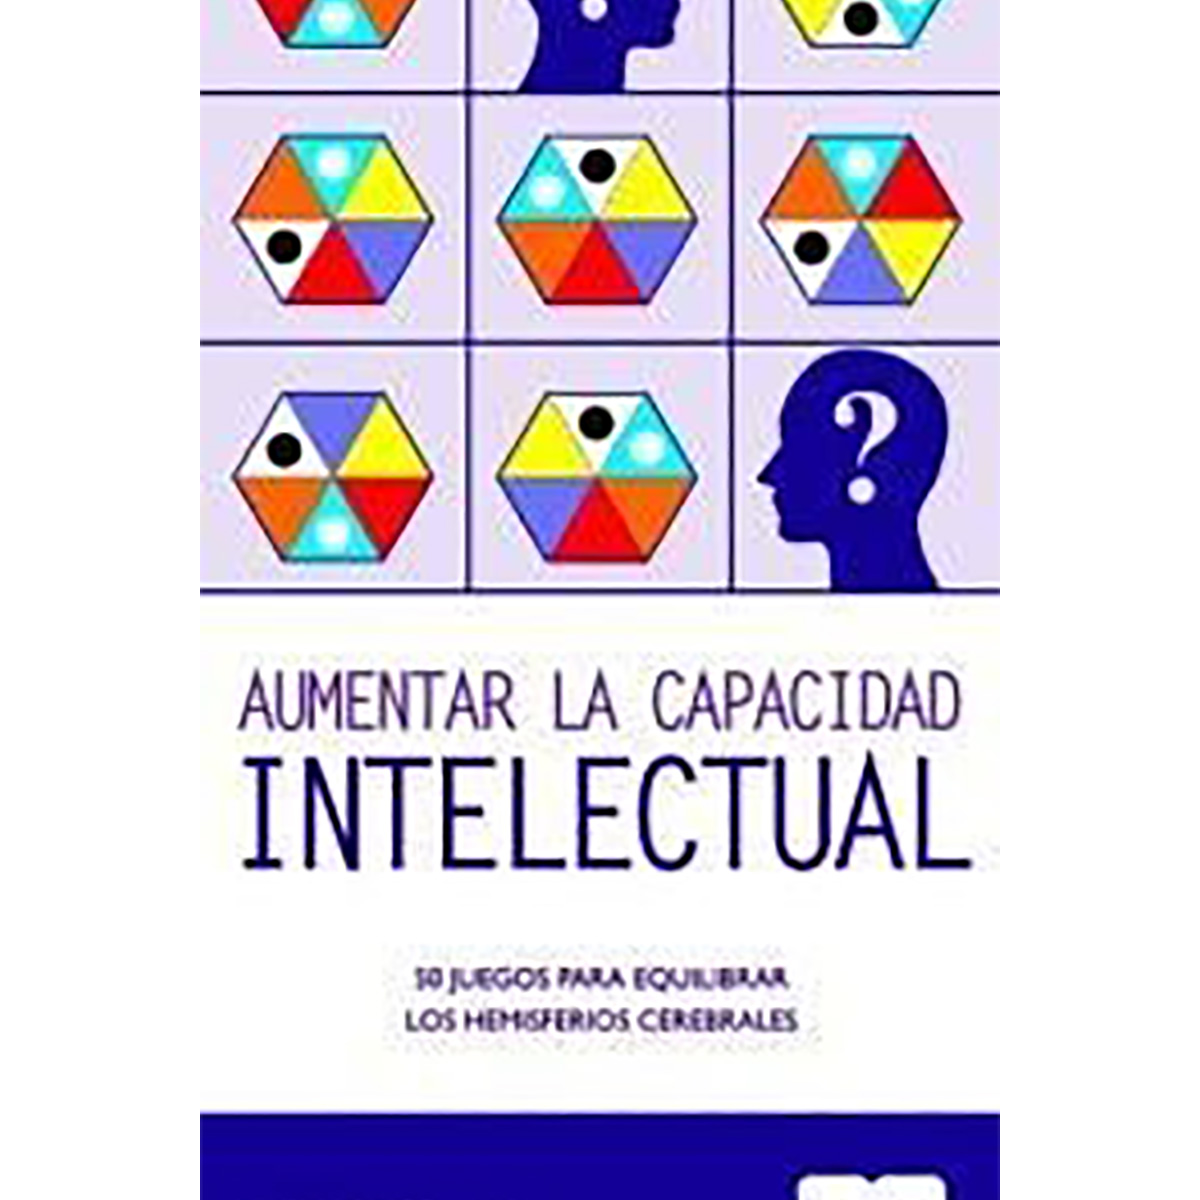 ?
AUMENTAR LA CAPACIDAD
INTELECTUAL
50 JUEGOS PARA EQUILIBRAR
LOS HEMISFERIOS CEREBRALES